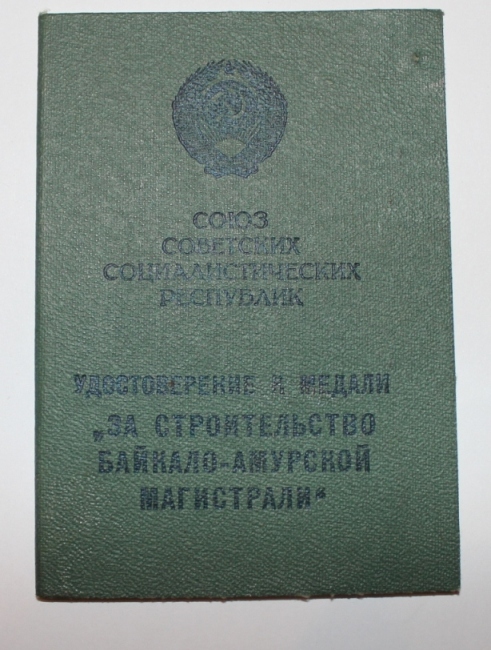 СОЮЗ
СОВЕТСКИХ
СОЦИАЛИСТИЧЕСКИХ
РЕСПУБЛИК
УДОСТОВЕРЕНИЕ К МЕДАЛИ
„ЗА СТРОИТЕЛЬСТВО
БАЙКАЛО-АМУРСКОЙ
МАГИСТРАЛИ“